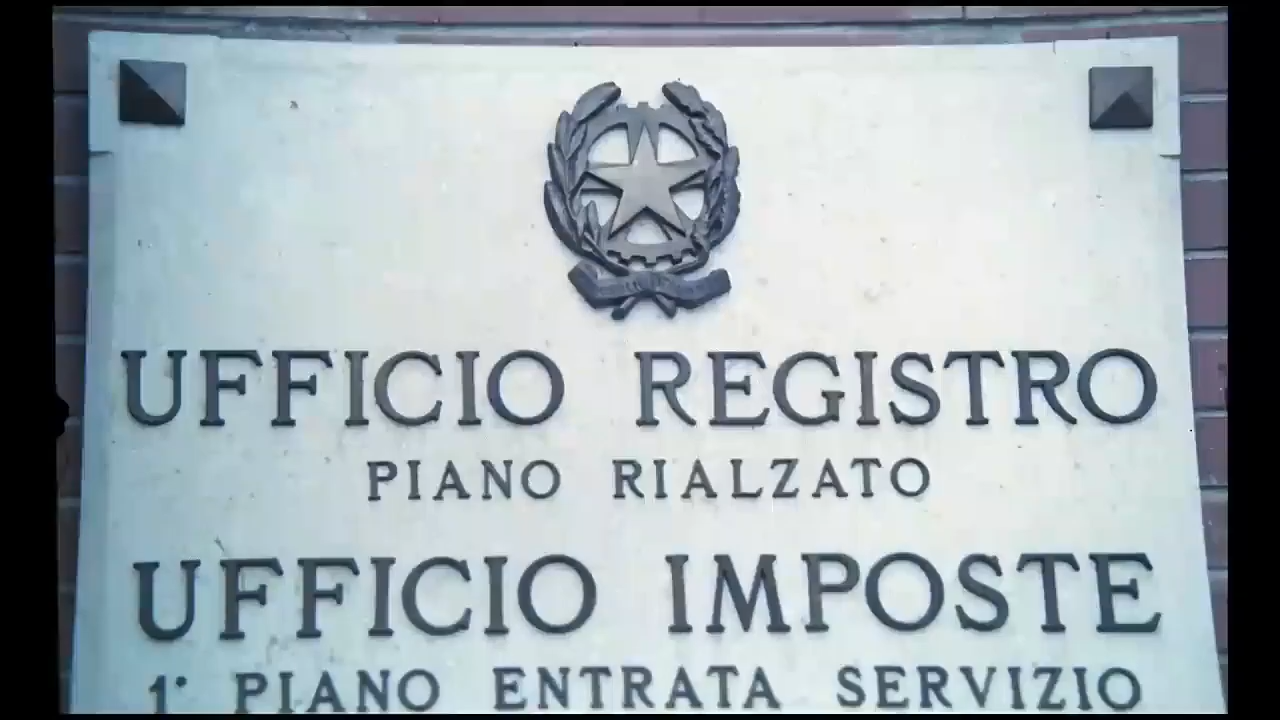 UFFICIO REGISTRO
PIANO RIALZATO
UFFICIO IMPOSTE
1° PIANO ENTRATA SERVIZIO